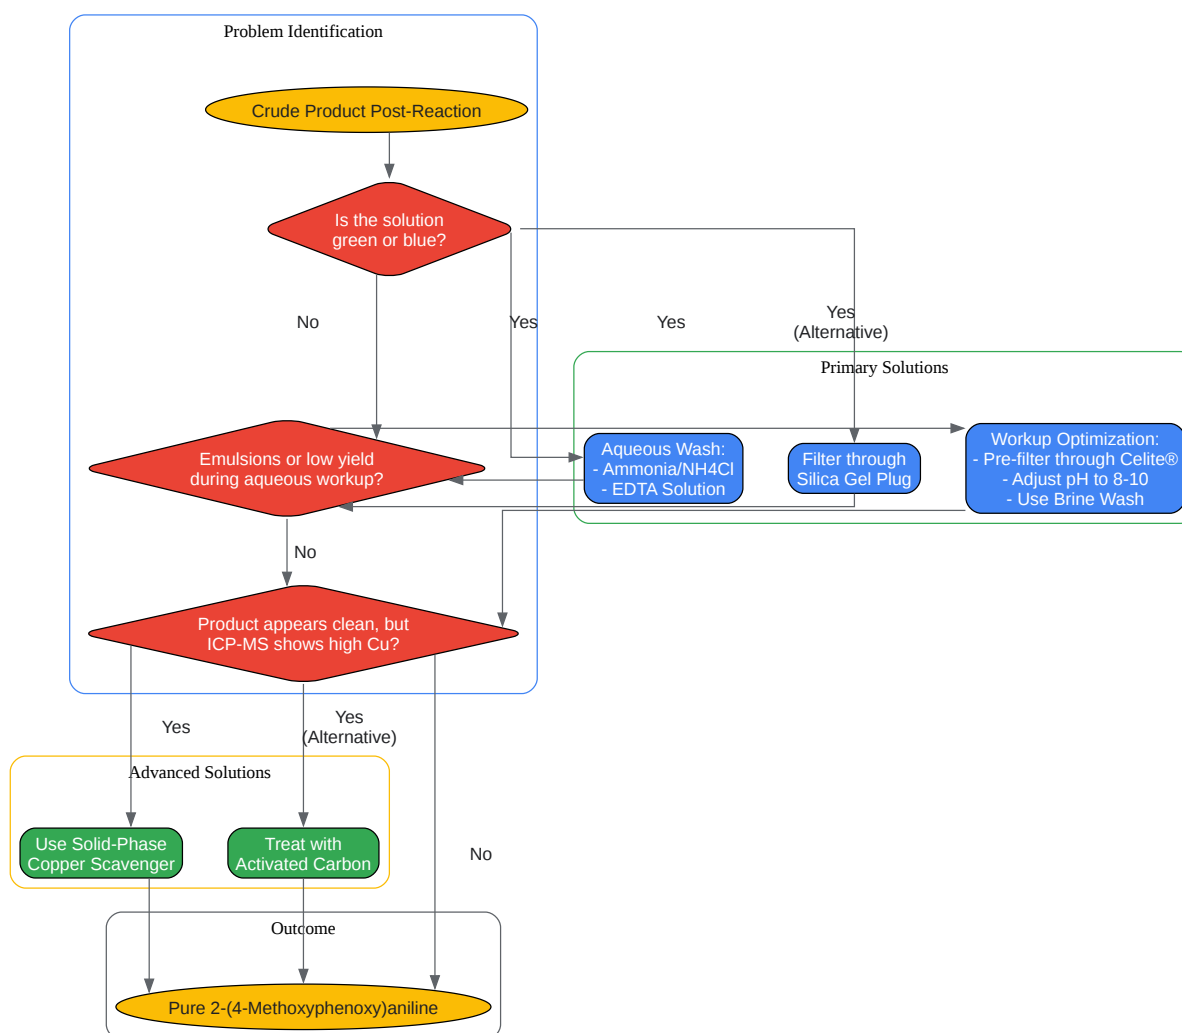 Problem Identification
Crude Product Post-Reaction
Is the solution
green or blue?
No
Yes
Yes
Yes
(Alternative)
Primary Solutions
Emulsions or low yield
during aqueous workup?
Aqueous Wash:
- Ammonia/NH4Cl
- EDTA Solution
Filter through
Silica Gel Plug
Workup Optimization:
- Pre-filter through Celite®
- Adjust pH to 8-10
- Use Brine Wash
No
Product appears clean, but
ICP-MS shows high Cu?
Yes
Yes
(Alternative)
Advanced Solutions
Use Solid-Phase
Copper Scavenger
Treat with
Activated Carbon
No
Outcome
Pure 2-(4-Methoxyphenoxy)aniline